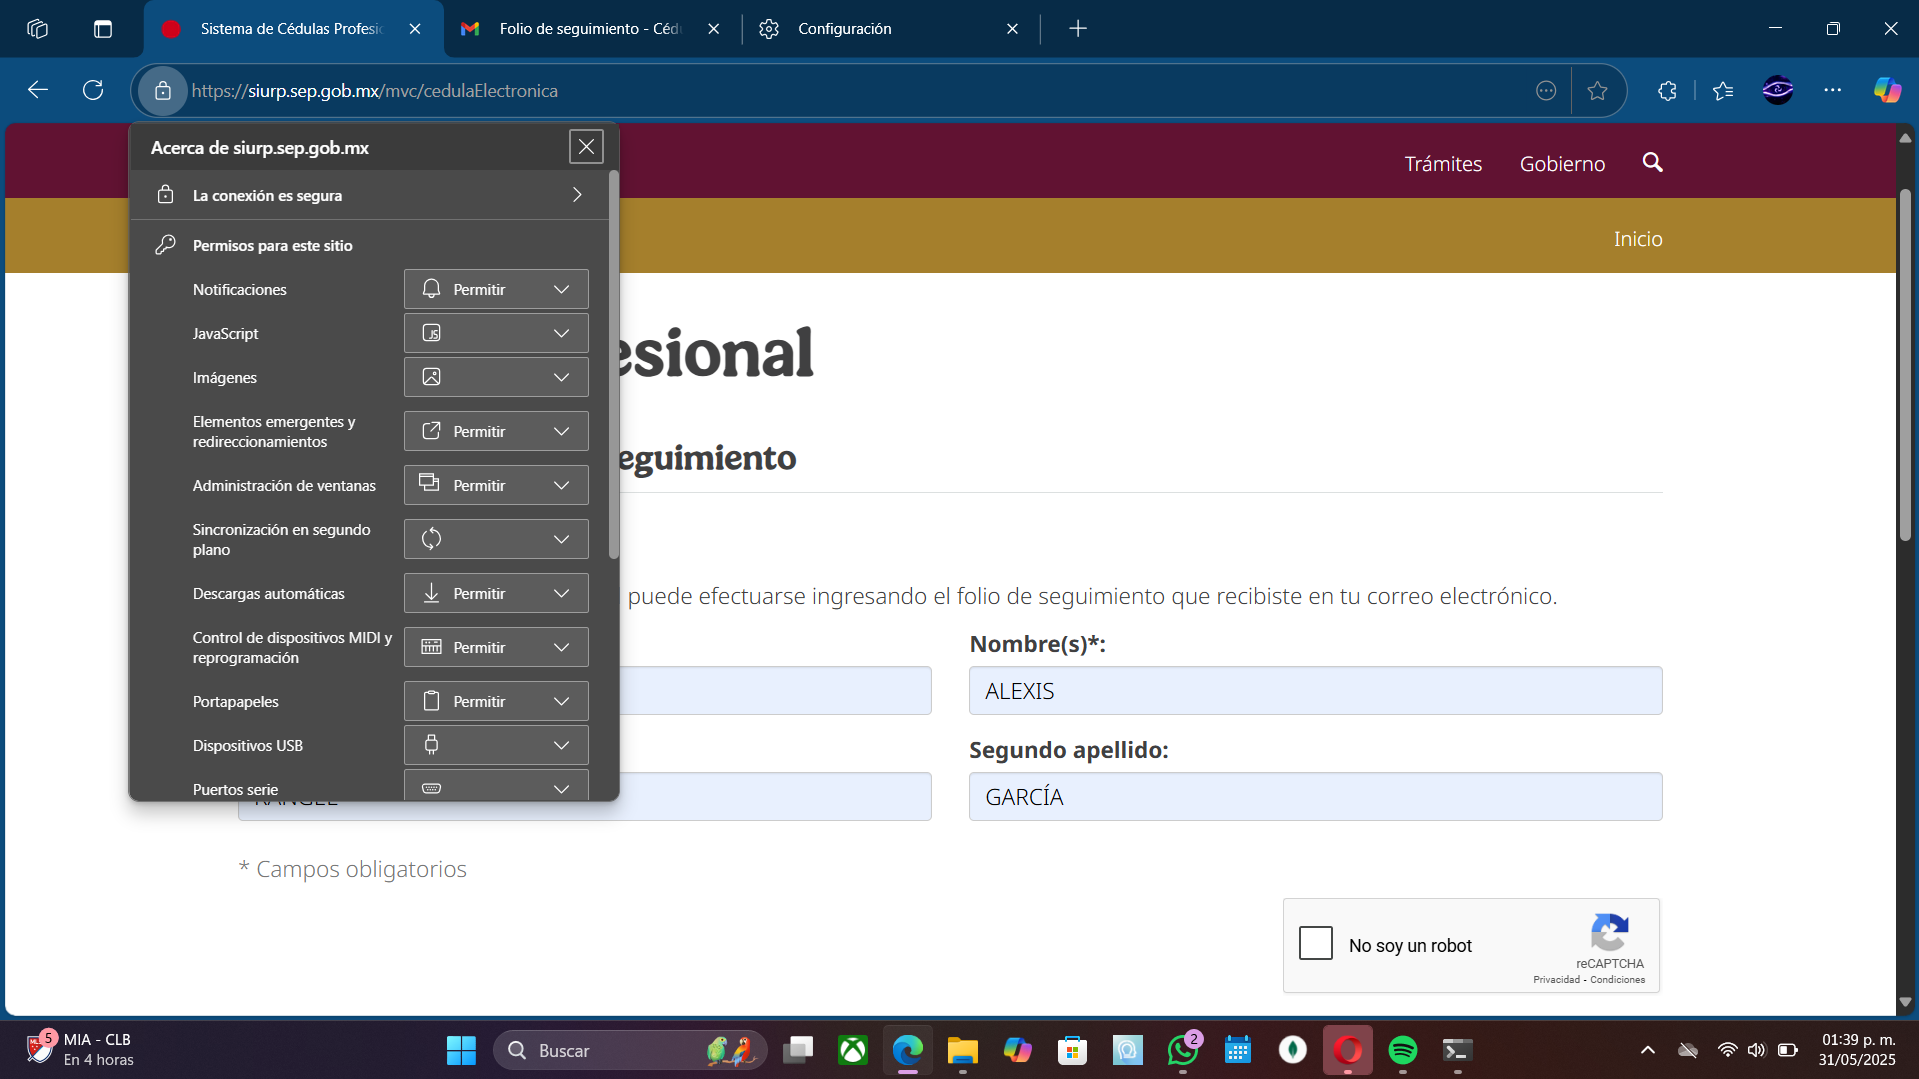 Sistema de Cédulas Profesio
Folio de seguimiento - Cédu
Configuración
https://siurp.sep.gob.mx/mvc/cedulaElectronica
Acerca de siurp.sep.gob.mx
La conexión es segura
Permisos para este sitio
Notificaciones
Permitir
JavaScript
JS
Imágenes
Elementos emergentes y
redireccionamientos
Permitir
Administración de ventanas
Permitir
Sincronización en segundo
plano
Descargas automáticas
Permitir
Control de dispositivos MIDI y
reprogramación
Permitir
Portapapeles
Permitir
Dispositivos USB
Puertos serie
Trámites
Gobierno
Inicio
esional
eguimiento
puede efectuarse ingresando el folio de seguimiento que recibiste en tu correo electrónico.
Nombre(s)*:
ALEXIS
Segundo apellido:
GARCÍA
* Campos obligatorios
No soy un robot
reCAPTCHA
Privacidad - Condiciones
5
MIA - CLB
En 4 horas
Buscar
2
01:39 p. m.
31/05/2025